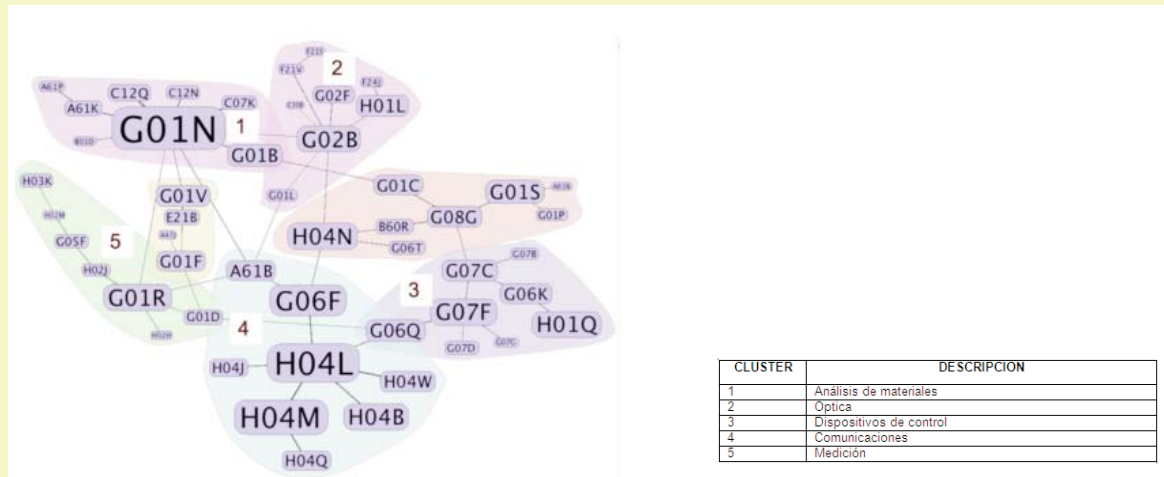 F21S
2
F21V
F24J
A61P
C12Q
C12N
G02F
A61K
C07K
H01L
G01N
1
G02B
G01B
H03K
G01C
G01S
G01V
G01L
G01P
E21B
G08G
B60R
G05F
5
H04N
G06T
G01F
G07B
H02J
A61B
G07C
G01R
G06F
3
G06K
G01D
4
G07F
H01Q
G06Q
G07D
G07G
H04J
H04L
H04W
H04M
H04B
H04Q
CLUSTER DESCRIPCION
1 Análisis de materiales
2 Optica
3 Dispositivos de control
4 Comunicaciones
5 Medición